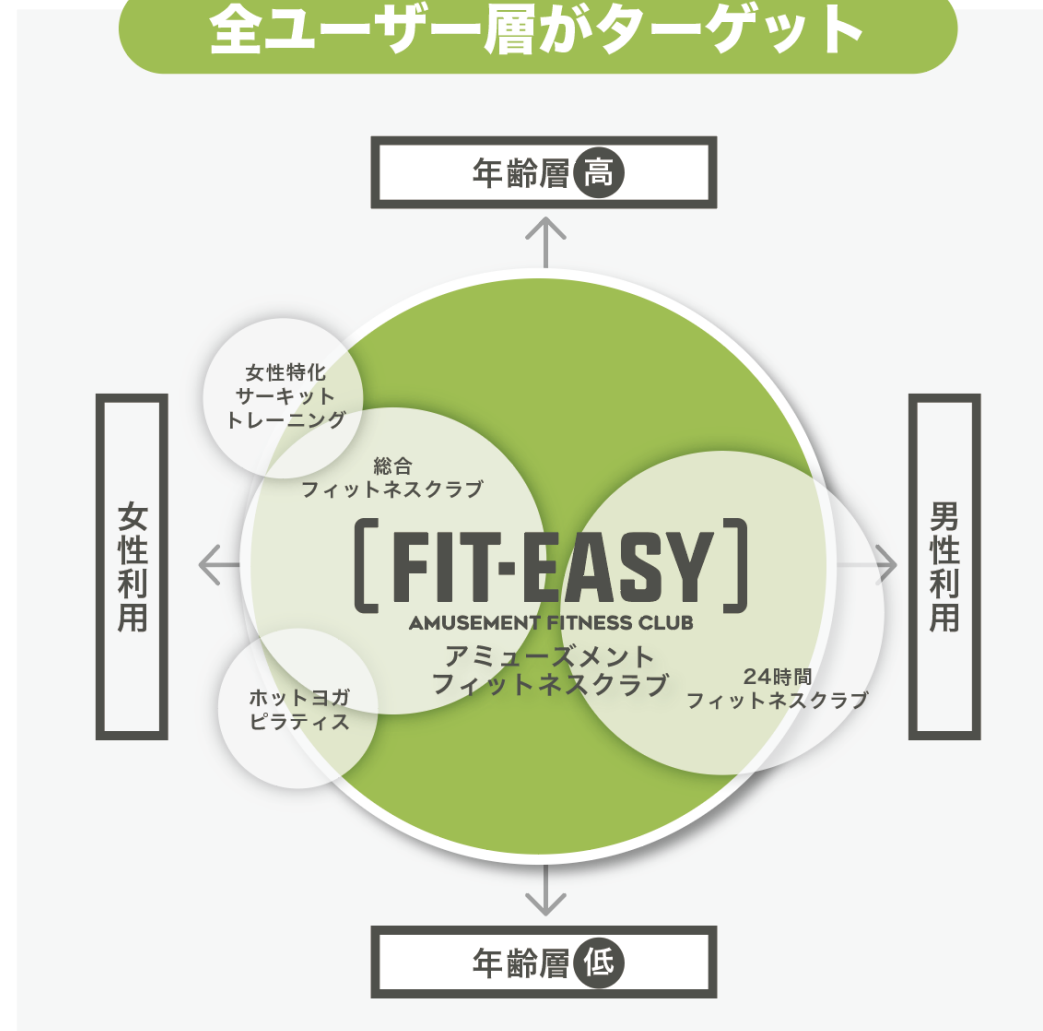 全ユーザー層がターゲット
年齢層高
女性特化
サーキット
トレーニング
総合
フィットネスクラブ
女性利用
男性利用
[FIT-EASY]
AMUSEMENT FITNESS CLUB
アミューズメント
フィットネスクラブ
24時間
フィットネスクラブ
ホットヨガ
ピラティス
年齢層低